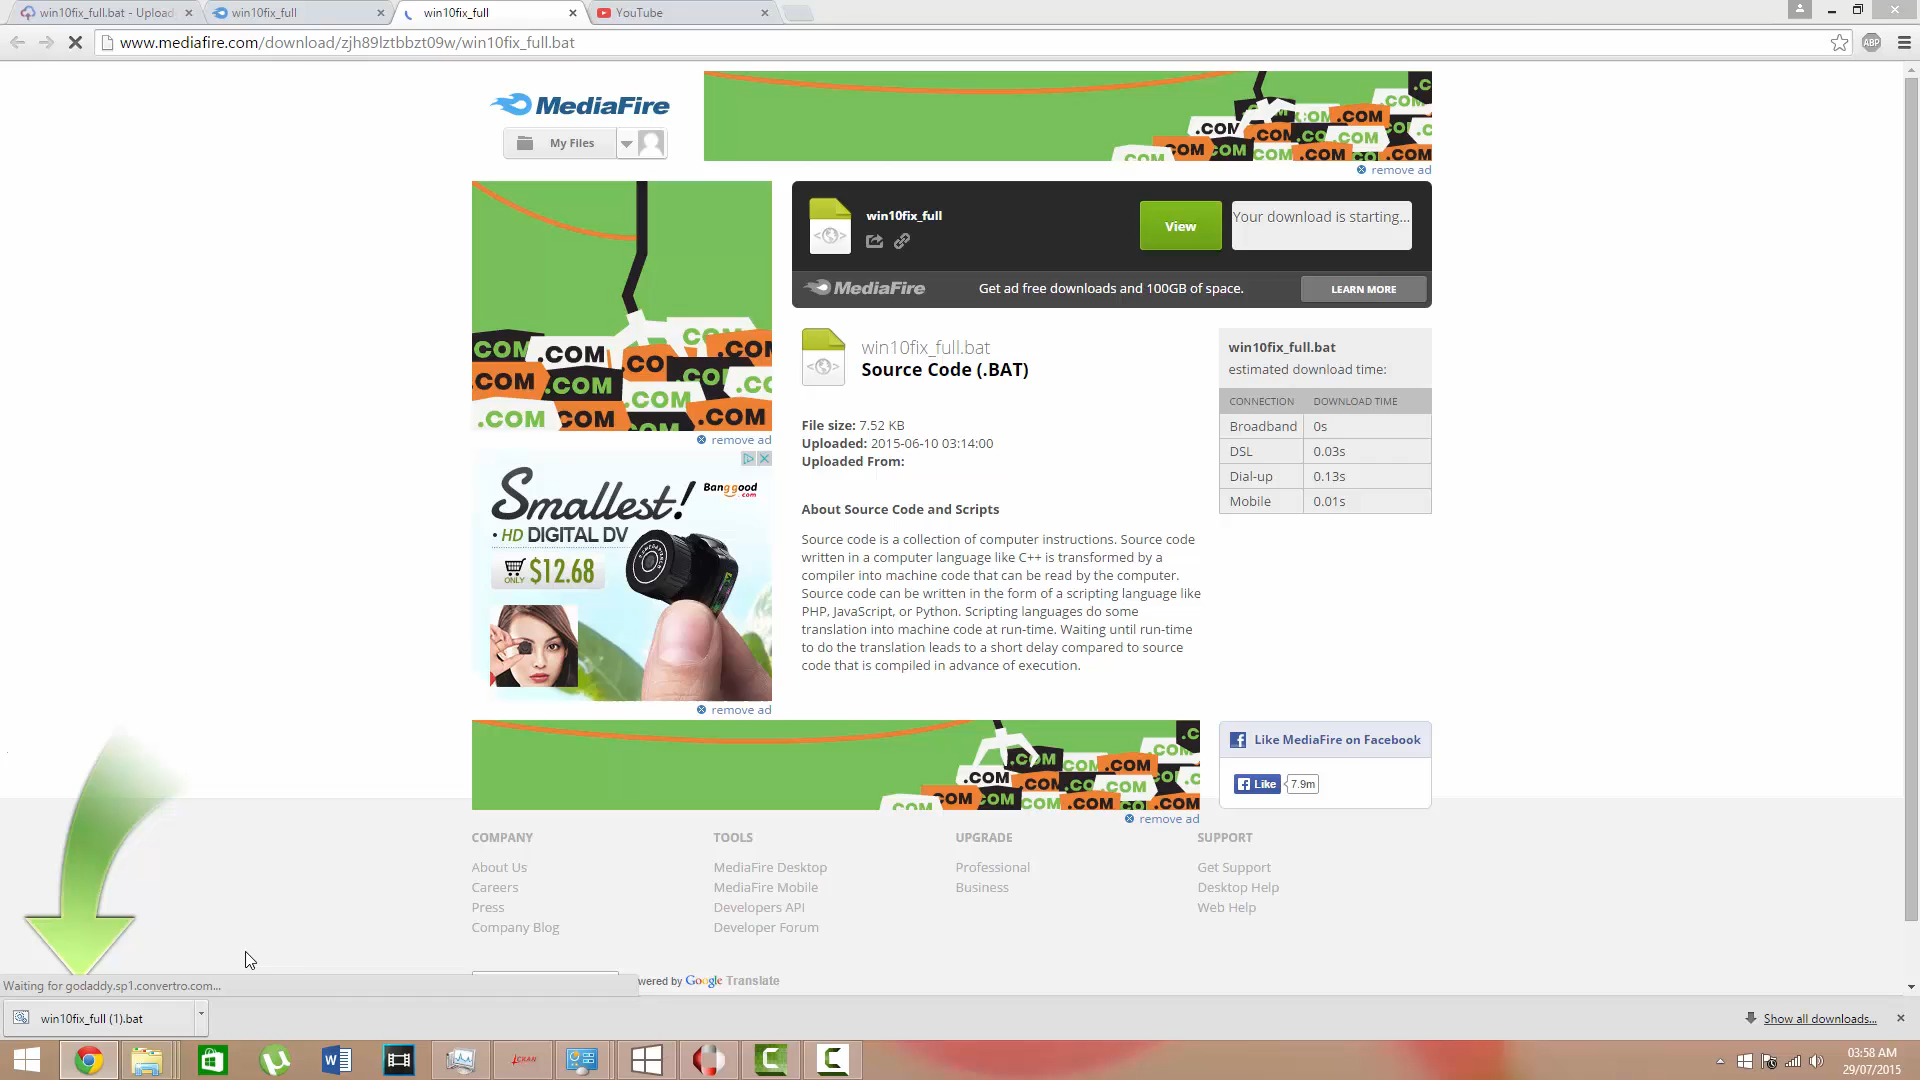 win10fix_full.bat - Upload
win10fix_full
win10fix_full
YouTube
www.mediafire.com/download/zjh89lztbbzt09w/win10fix_full.bat
ABP
MediaFire
My Files
.COM
remove ad
win10fix_full
View
Your download is starting...
MediaFire
Get ad free downloads and 100GB of space.
LEARN MORE
.COM
remove ad
win10fix_full.bat
Source Code (.BAT)
File size: 7.52 KB
Uploaded: 2015-06-10 03:14:00
Uploaded From:
win10fix_full.bat
estimated download time:
CONNECTION DOWNLOAD TIME
Broadband 0s
DSL 0.03s
Dial-up 0.13s
Mobile 0.01s
Smallest!
Banggood
.com
• HD DIGITAL DV
ONLY $12.68
remove ad
About Source Code and Scripts
Source code is a collection of computer instructions. Source code
written in a computer language like C++ is transformed by a
compiler into machine code that can be read by the computer.
Source code can be written in the form of a scripting language like
PHP, JavaScript, or Python. Scripting languages do some
translation into machine code at run-time. Waiting until run-time
to do the translation leads to a short delay compared to source
code that is compiled in advance of execution.
.COM
remove ad
Like MediaFire on Facebook
Like 7.9m
COMPANY
About Us
Careers
Press
Company Blog
TOOLS
MediaFire Desktop
MediaFire Mobile
Developers API
Developer Forum
UPGRADE
Professional
Business
SUPPORT
Get Support
Desktop Help
Web Help
wered by Google Translate
Waiting for godaddy.sp1.convertro.com...
win10fix_full (1).bat
Show all downloads...
03:58 AM
29/07/2015